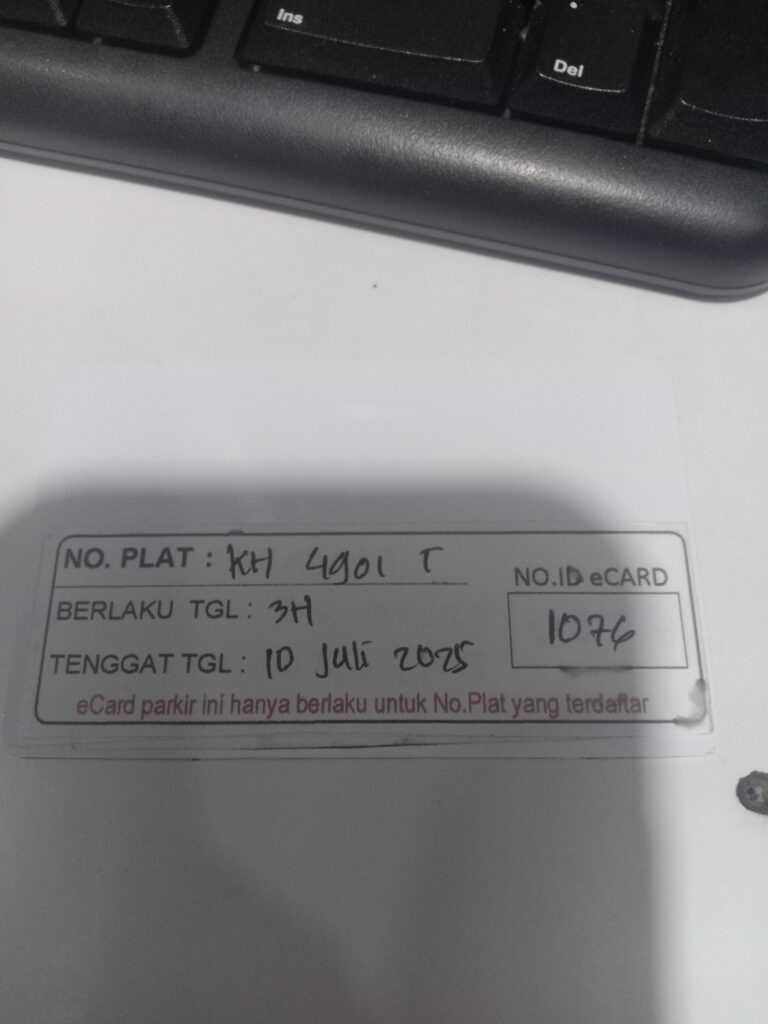 Ins
Del
NO. PLAT : KH 4901 T
NO.ID eCARD
BERLAKU TGL : 3H
1076
TENGGAT TGL : 10 Juli 2025
eCard parkir ini hanya berlaku untuk No.Plat yang terdaftar